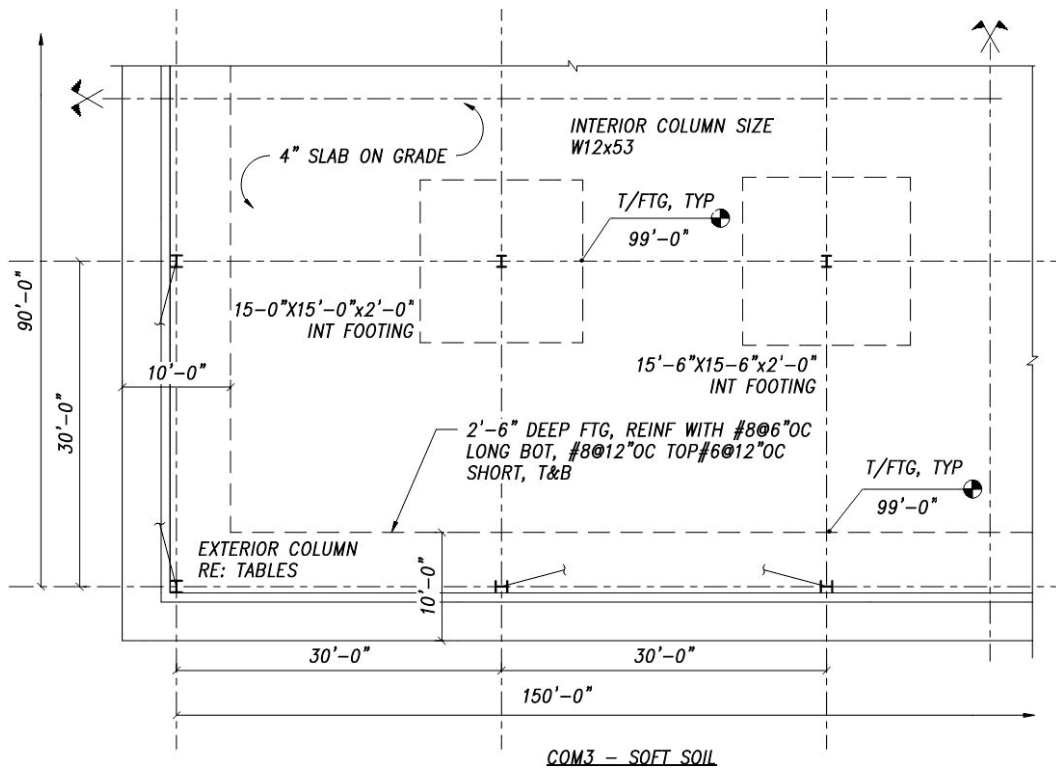 INTERIOR COLUMN SIZE
W12x53
4" SLAB ON GRADE
T/FTG, TYP
99'-0"
90'-0"
15-0"X15'-0"x2'-0"
INT FOOTING
15'-6"X15-6"x2'-0"
INT FOOTING
10'-0"
30'-0"
2'-6" DEEP FTG, REINF WITH #8@6"OC
LONG BOT, #8@12"OC TOP#6@12"OC
SHORT, T&B
T/FTG, TYP
99'-0"
EXTERIOR COLUMN
RE: TABLES
10'-0"
30'-0"
30'-0"
150'-0"
COM3 - SOFT SOIL